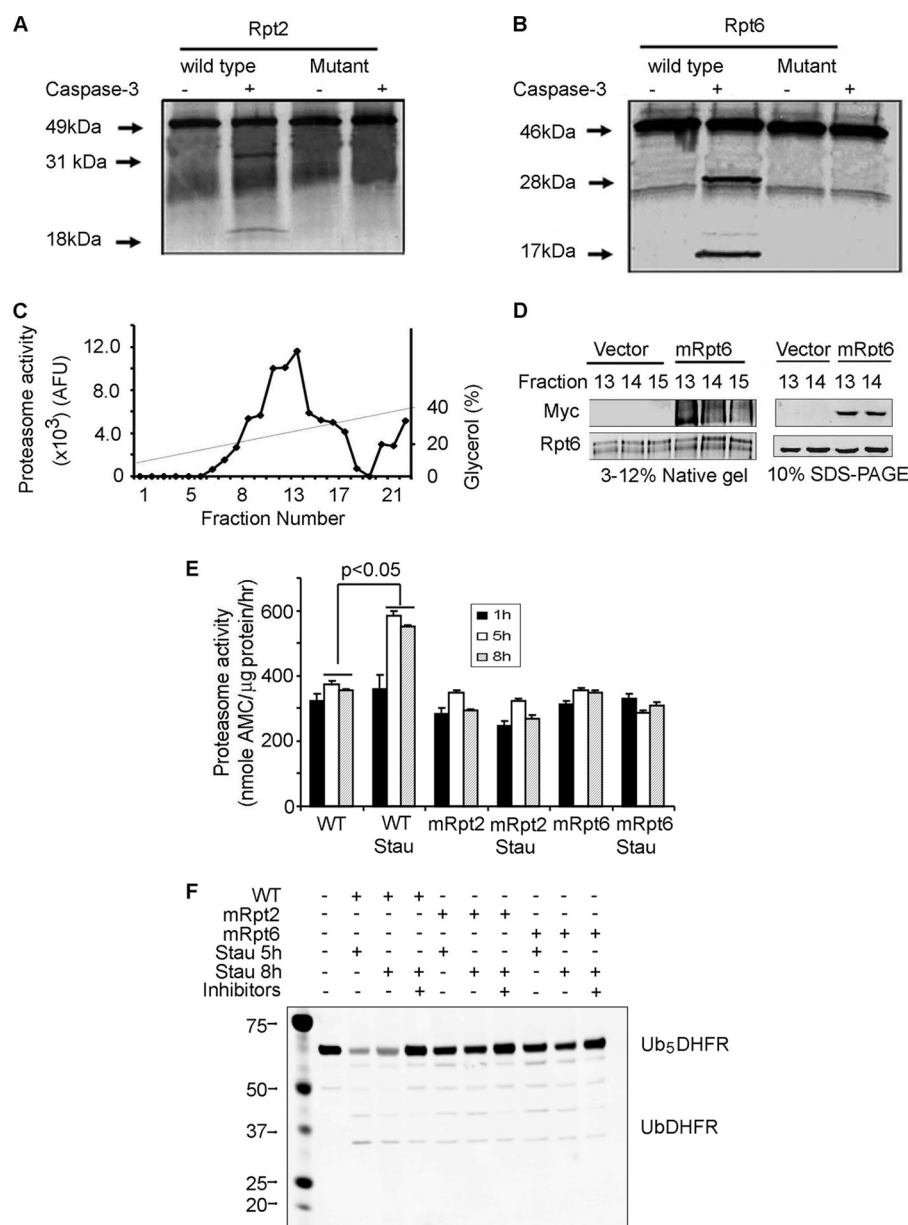 A
Rpt2
wild type Mutant
Caspase-3 - + - +
49kDa
31 kDa
18kDa
B
Rpt6
wild type Mutant
Caspase-3 - + - +
46kDa
28kDa
17kDa
C
Proteasome activity
(x10³) (AFU)
12.0
8.0
4.0
0
40
20
0
Glycerol (%)
1 5 8 13 17 21
Fraction Number
D
Vector mRpt6 Vector mRpt6
Fraction 13 14 15 13 14 15 13 14 13 14
Myc
Rpt6
3-12% Native gel 10% SDS-PAGE
E
p<0.05
Proteasome activity
(nmole AMC/µg protein/hr)
600
400
200
0
1h
5h
8h
WT WT Stau mRpt2 mRpt2 Stau mRpt6 mRpt6 Stau
F
WT - + + + - - - - - -
mRpt2 - - - - + + + - - -
mRpt6 - - - - - - - + + +
Stau 5h - + - - + - - + - -
Stau 8h - - + + - + + - + +
Inhibitors - - - + - - + - - +
75
50
37
25
20
Ub₅DHFR
UbDHFR